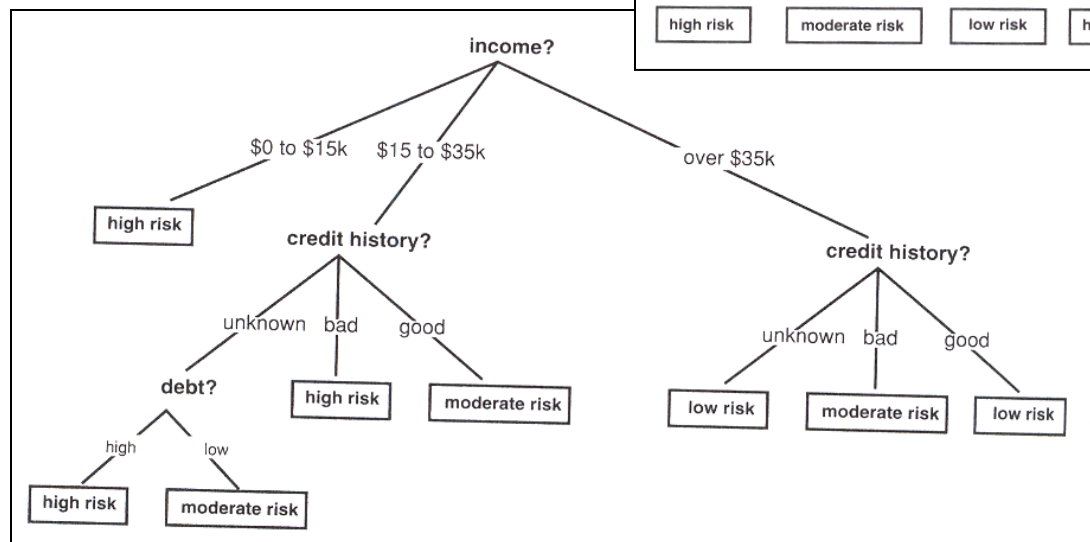 high risk moderate risk low risk
income?
$0 to $15k $15 to $35k over $35k
high risk
credit history? credit history?
unknown bad good unknown bad good
debt? high risk moderate risk low risk moderate risk low risk
high low
high risk moderate risk